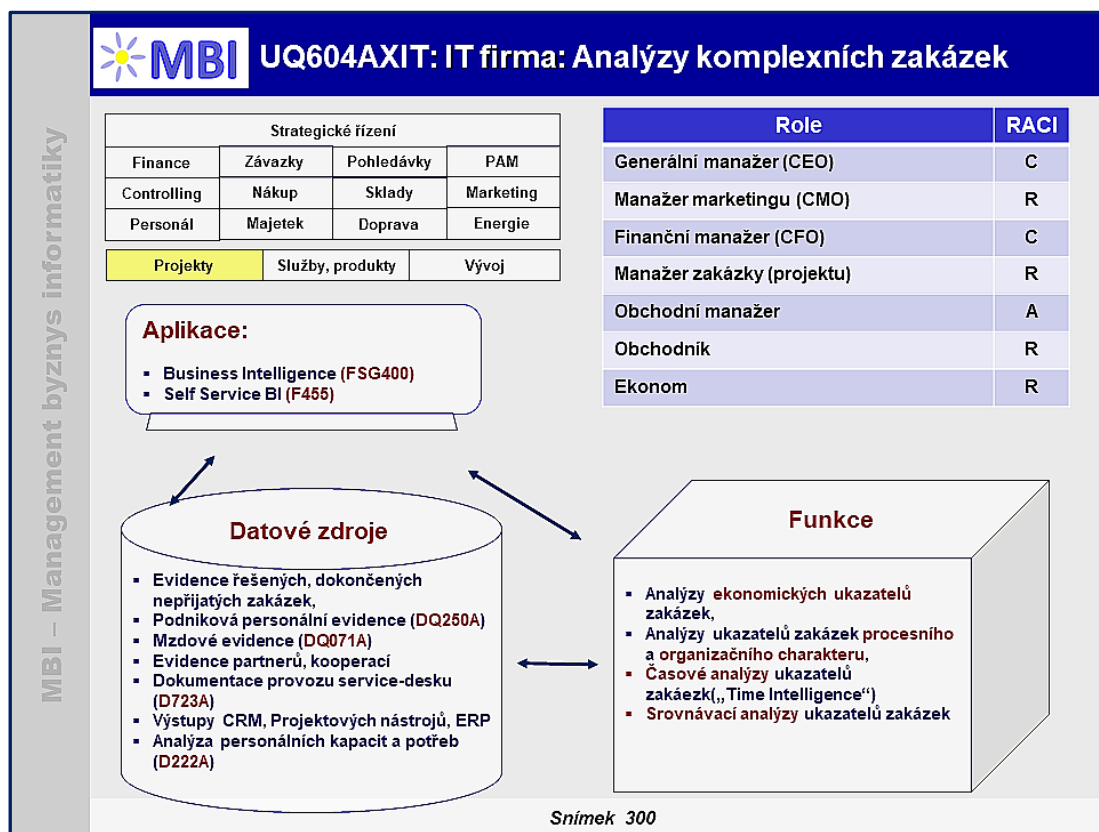 MBI UQ604AXIT: IT firma: Analýzy komplexních zakázek
MBI – Management byznys informatiky
Strategické řízení
Finance Závazky Pohledávky PAM
Controlling Nákup Sklady Marketing
Personál Majetek Doprava Energie
Projekty Služby, produkty Vývoj
Role RACI
Generální manažer (CEO) C
Manažer marketingu (CMO) R
Finanční manažer (CFO) C
Manažer zakázky (projektu) R
Obchodní manažer A
Obchodník R
Ekonom R
Aplikace:
▪ Business Intelligence (FSG400)
▪ Self Service BI (F455)
Datové zdroje
▪ Evidence řešených, dokončených
nepřijatých zakázek,
▪ Podniková personální evidence (DQ250A)
▪ Mzdové evidence (DQ071A)
▪ Evidence partnerů, kooperací
▪ Dokumentace provozu service-desku
(D723A)
▪ Výstupy CRM, Projektových nástrojů, ERP
▪ Analýza personálních kapacit a potřeb
(D222A)
Funkce
▪ Analýzy ekonomických ukazatelů
zakázek,
▪ Analýzy ukazatelů zakázek procesního
a organizačního charakteru,
▪ Časové analýzy ukazatelů
zakáezk(„Time Intelligence“)
▪ Srovnávací analýzy ukazatelů zakázek
Snímek 300